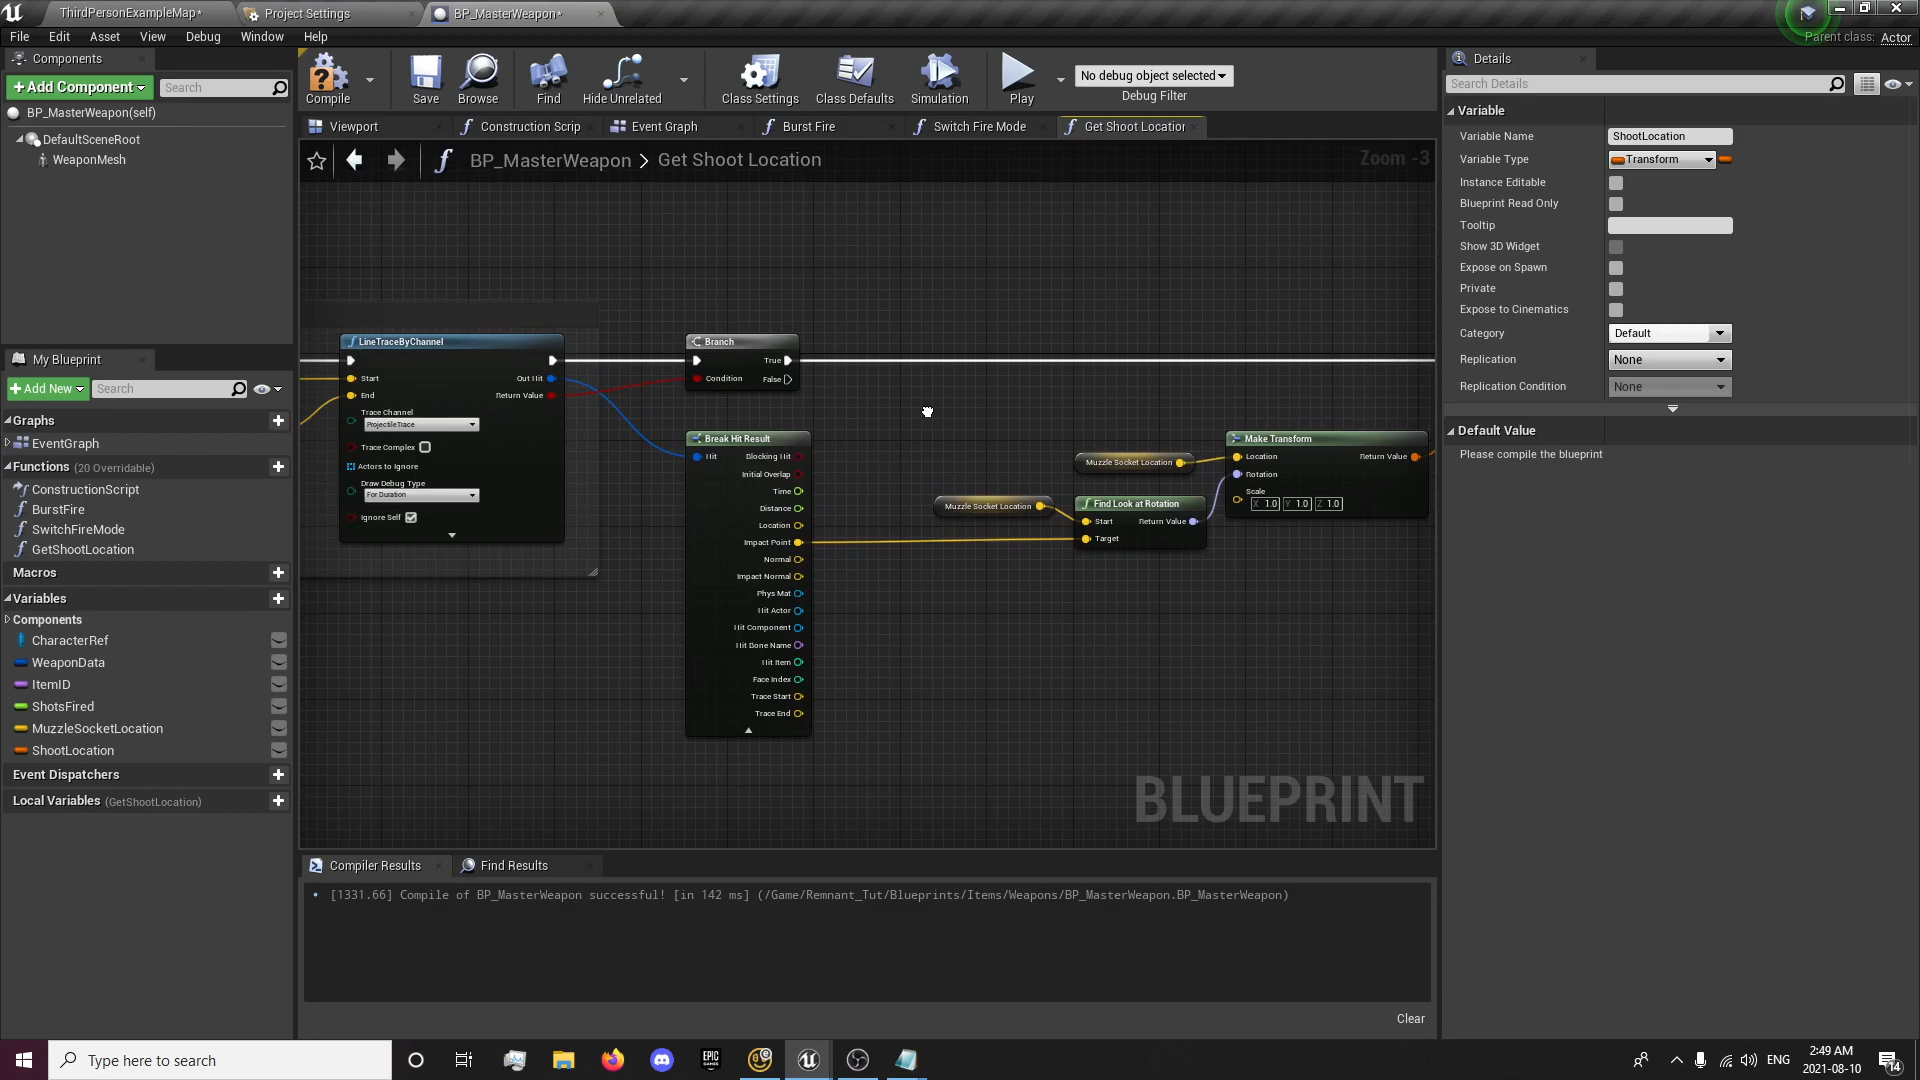 ThirdPersonExampleMap*
Project Settings
BP_MasterWeapon*
File Edit Asset View Debug Window Help
Parent class: Actor
Components
+Add Component
Search
BP_MasterWeapon(self)
DefaultSceneRoot
WeaponMesh
Compile
Save
Browse
Find
Hide Unrelated
Class Settings
Class Defaults
Simulation
Play
No debug object selected
Debug Filter
Viewport
Construction Scrip
Event Graph
Burst Fire
Switch Fire Mode
Get Shoot Location
BP_MasterWeapon > Get Shoot Location
Zoom -3
LineTraceByChannel
Start
End
Trace Channel
ProjectileTrace
Trace Complex
Actors to Ignore
Draw Debug Type
For Duration
Ignore Self
Out Hit
Return Value
Branch
Condition
True
False
Break Hit Result
Hit
Blocking Hit
Initial Overlap
Time
Distance
Location
Impact Point
Normal
Impact Normal
Phys Mat
Hit Actor
Hit Component
Hit Bone Name
Hit Item
Face Index
Trace Start
Trace End
Muzzle Socket Location
Muzzle Socket Location
Find Look at Rotation
Start
Target
Return Value
Make Transform
Location
Rotation
Scale
X 1.0 Y 1.0 Z 1.0
Return Value
BLUEPRINT
My Blueprint
+Add New
Search
Graphs
EventGraph
Functions (20 Overridable)
ConstructionScript
BurstFire
SwitchFireMode
GetShootLocation
Macros
Variables
Components
CharacterRef
WeaponData
ItemID
ShotsFired
MuzzleSocketLocation
ShootLocation
Event Dispatchers
Local Variables (GetShootLocation)
Compiler Results
Find Results
[1331.66] Compile of BP_MasterWeapon successful! [in 142 ms] (/Game/Remnant_Tut/Blueprints/Items/Weapons/BP_MasterWeapon.BP_MasterWeapon)
Clear
Details
Search Details
Variable
Variable Name
ShootLocation
Variable Type
Transform
Instance Editable
Blueprint Read Only
Tooltip
Show 3D Widget
Expose on Spawn
Private
Expose to Cinematics
Category
Default
Replication
None
Replication Condition
None
Default Value
Please compile the blueprint
Type here to search
EPIC
ENG
2:49 AM
2021-08-10
14